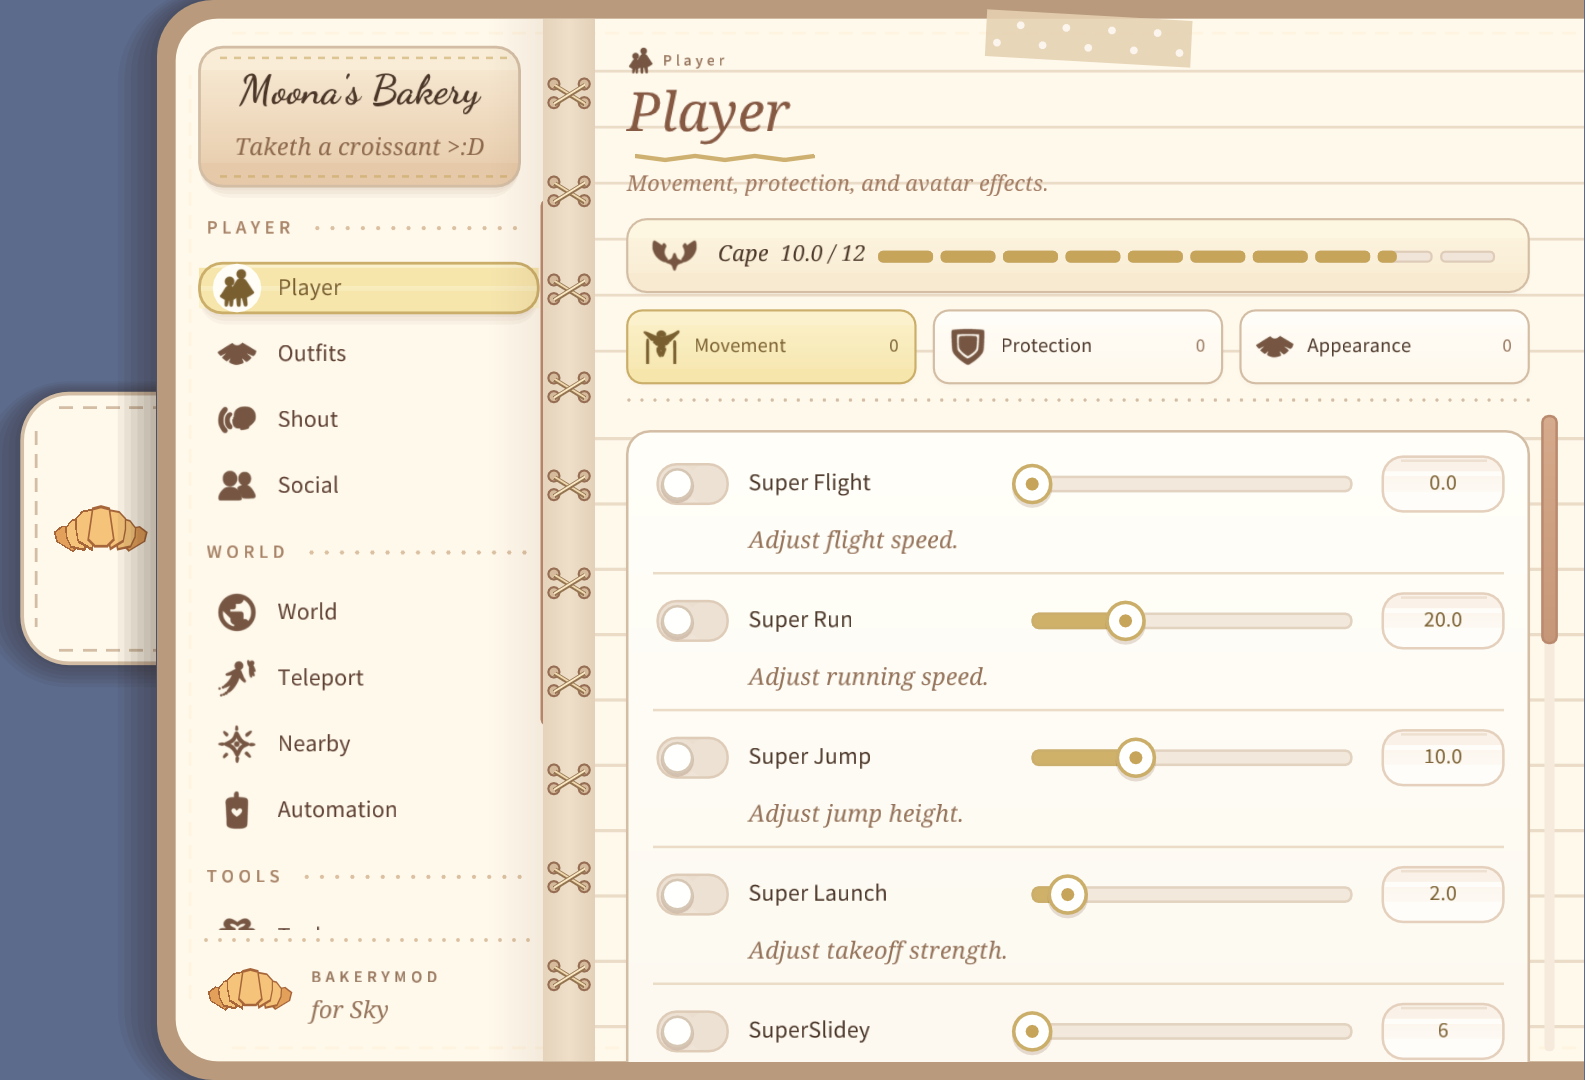 Moona's Bakery
Taketh a croissant >:D
PLAYER
Player
Outfits
Shout
Social
WORLD
World
Teleport
Nearby
Automation
TOOLS
BAKERYMOD
for Sky
Player
Player
Movement, protection, and avatar effects.
Cape 10.0 / 12
Movement 0
Protection 0
Appearance 0
Super Flight 0.0
Adjust flight speed.
Super Run 20.0
Adjust running speed.
Super Jump 10.0
Adjust jump height.
Super Launch 2.0
Adjust takeoff strength.
SuperSlidey 6